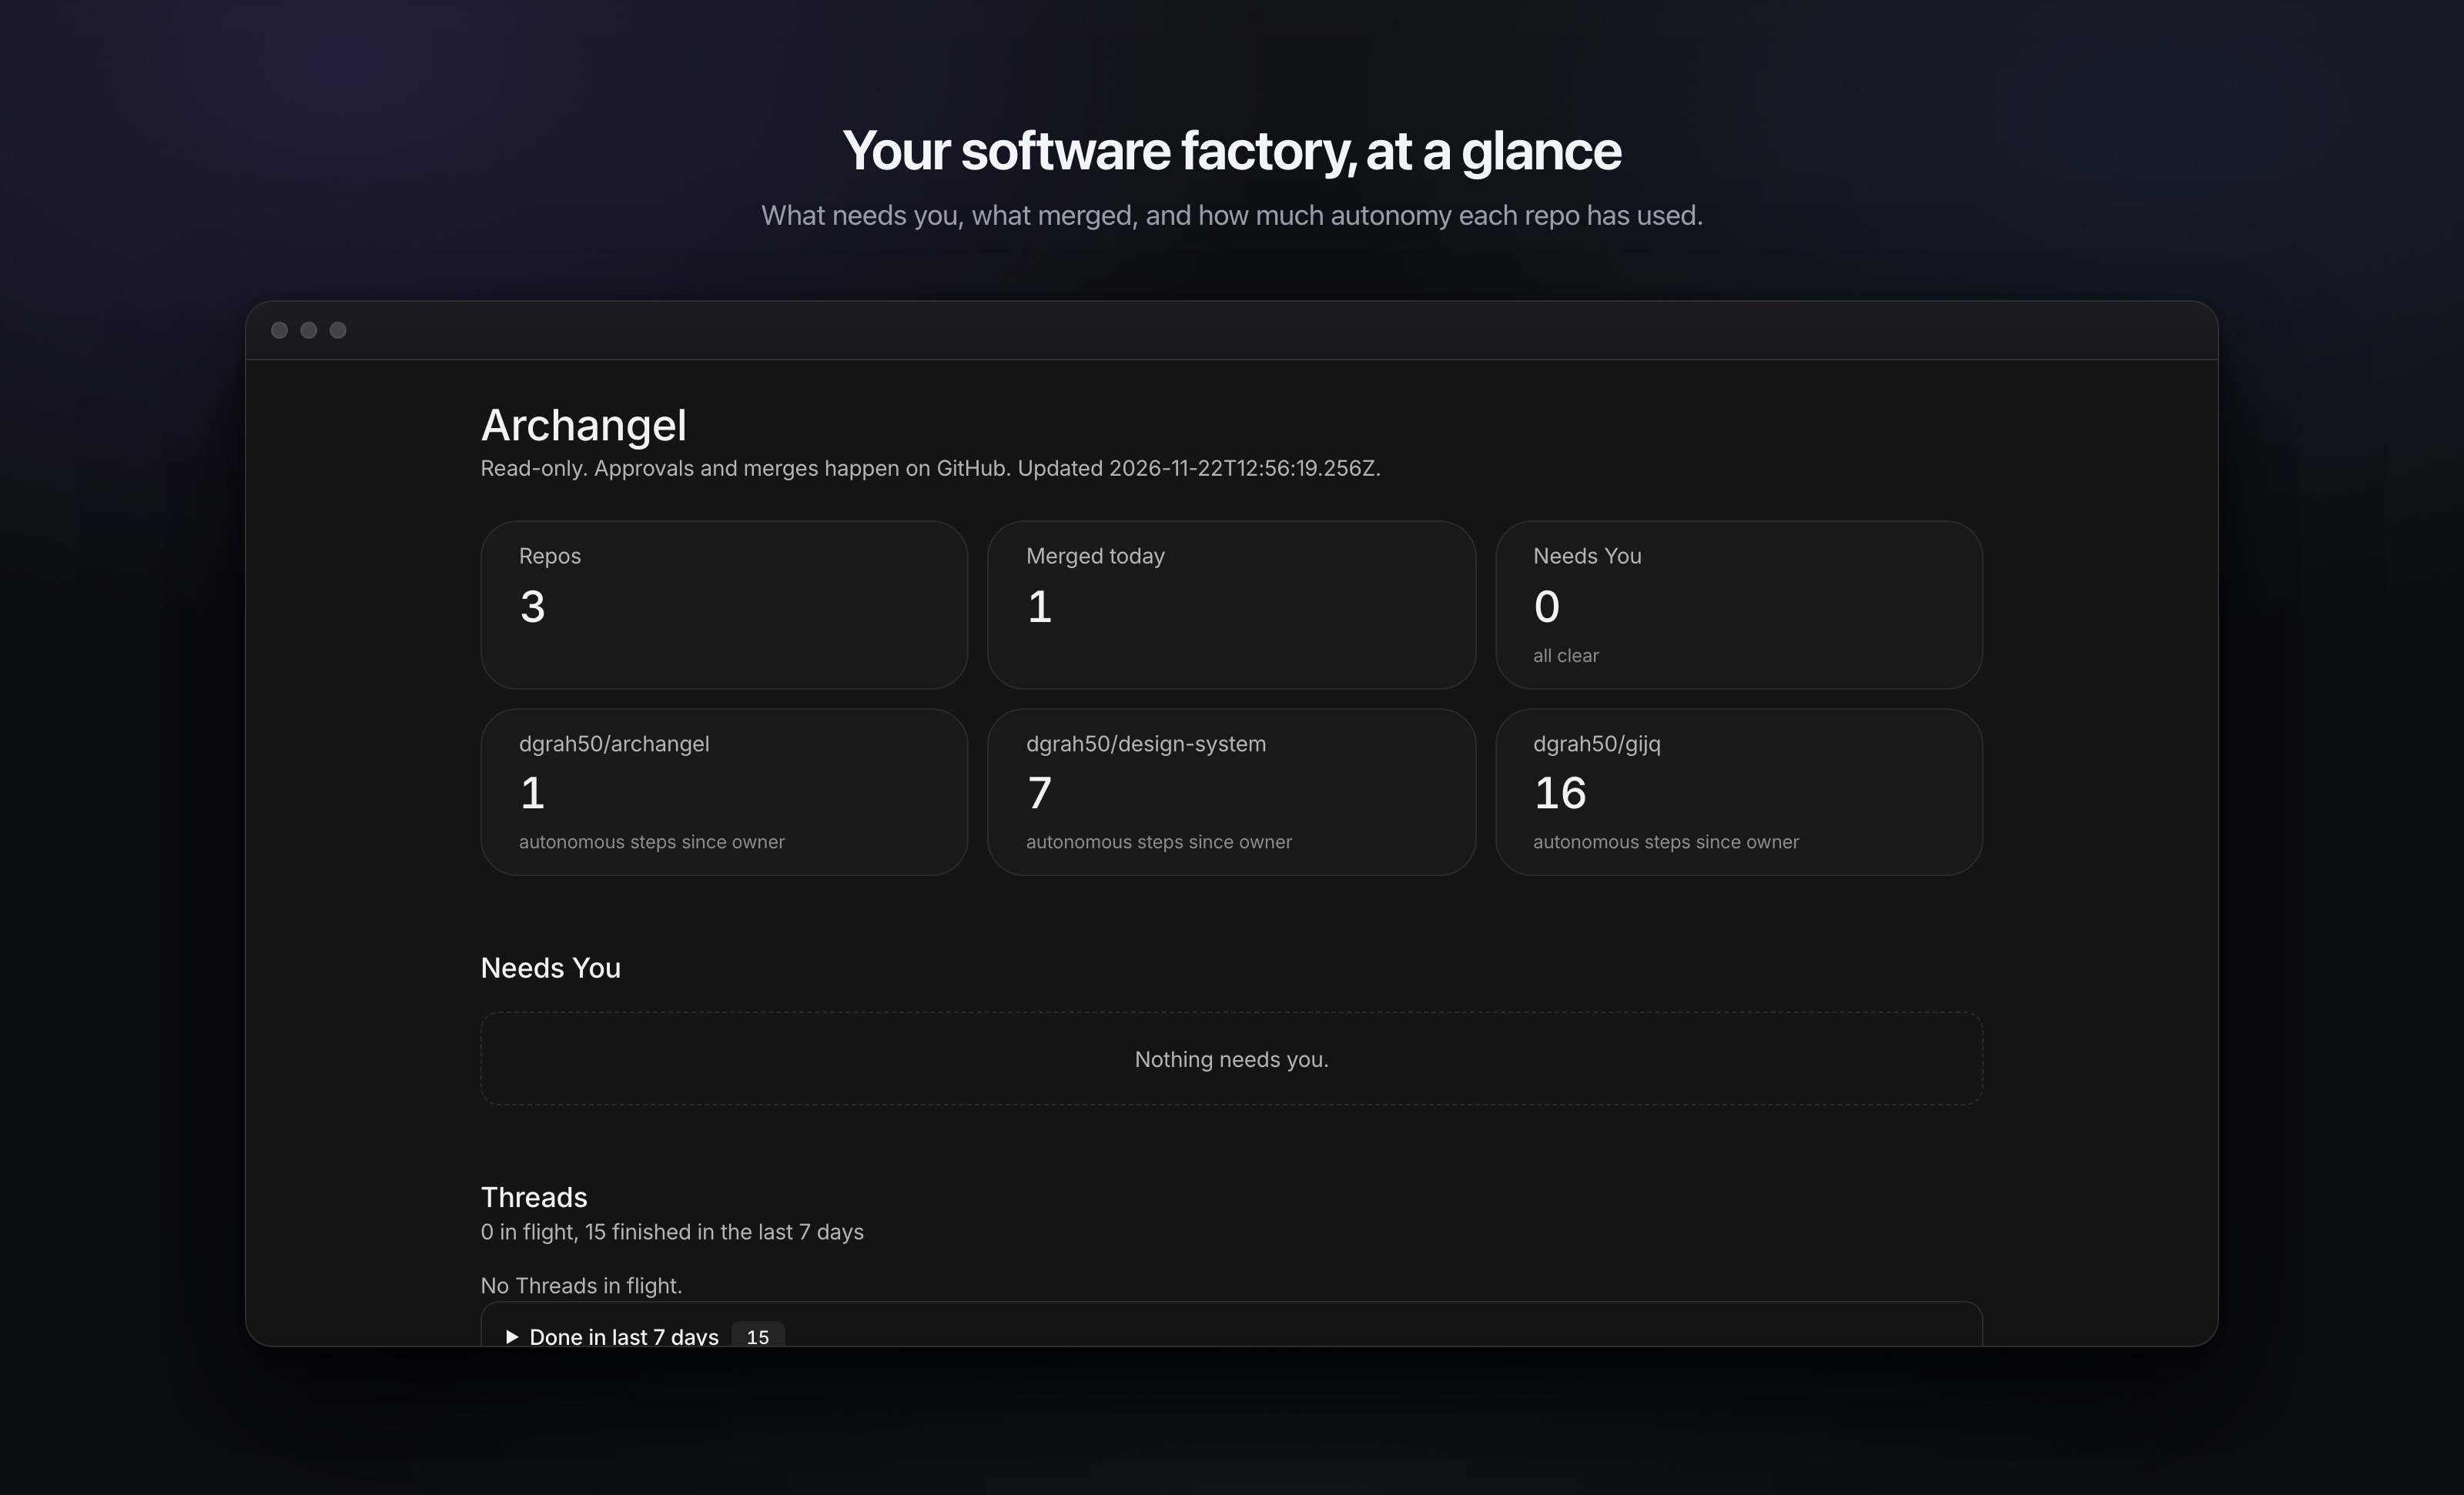 Your software factory, at a glance
What needs you, what merged, and how much autonomy each repo has used.
Archangel
Read-only. Approvals and merges happen on GitHub. Updated 2026-11-22T12:56:19.256Z.
Repos
3
Merged today
1
Needs You
0
all clear
dgrah50/archangel
1
autonomous steps since owner
dgrah50/design-system
7
autonomous steps since owner
dgrah50/gijq
16
autonomous steps since owner
Needs You
Nothing needs you.
Threads
0 in flight, 15 finished in the last 7 days
No Threads in flight.
Done in last 7 days 15